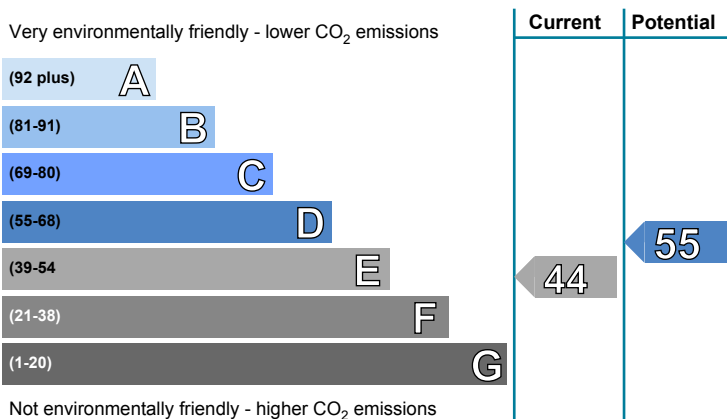 Very environmentally friendly - lower CO₂ emissions
Current
Potential
(92 plus) A
(81-91) B
(69-80) C
(55-68) D
(39-54 E
(21-38) F
(1-20) G
44
55
Not environmentally friendly - higher CO₂ emissions